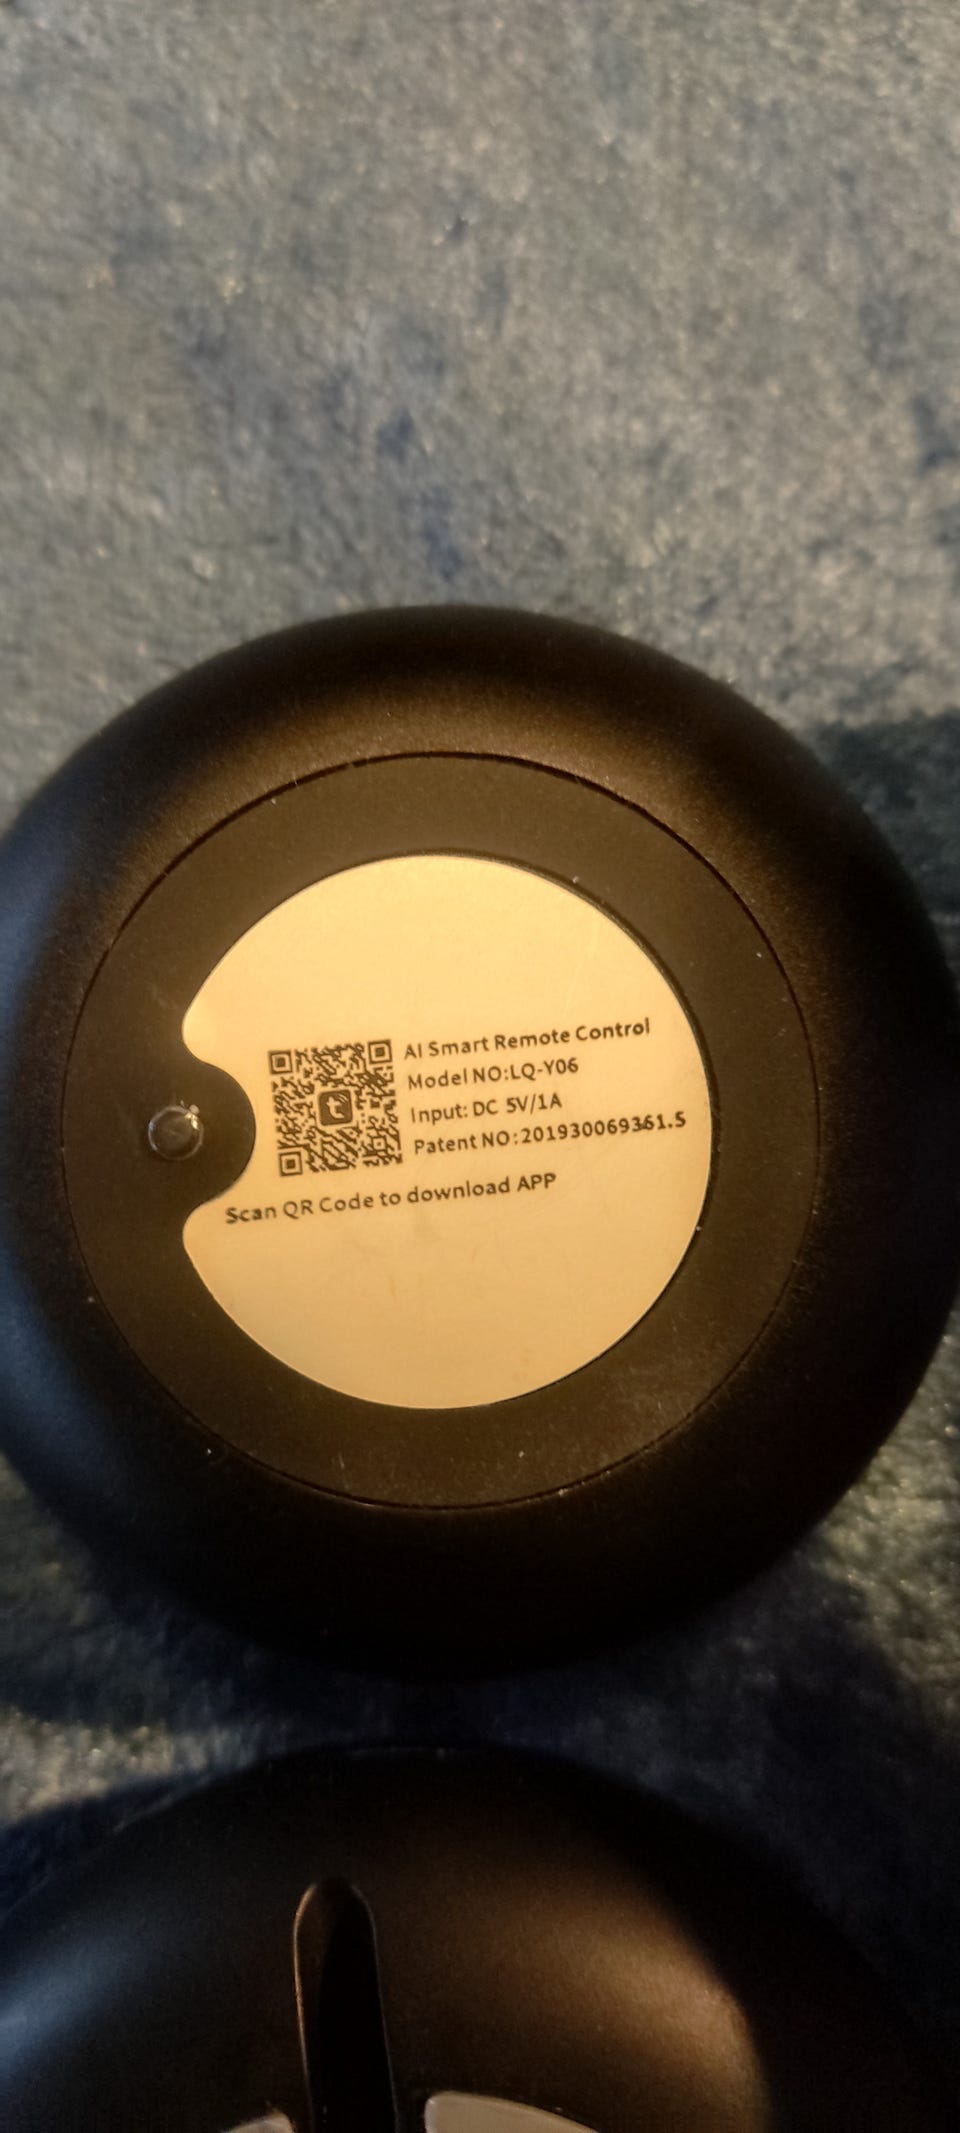 AI Smart Remote Control
Model NO:LQ-Y06
Input: DC 5V/1A
Patent NO:201930069361.5
Scan QR Code to download APP